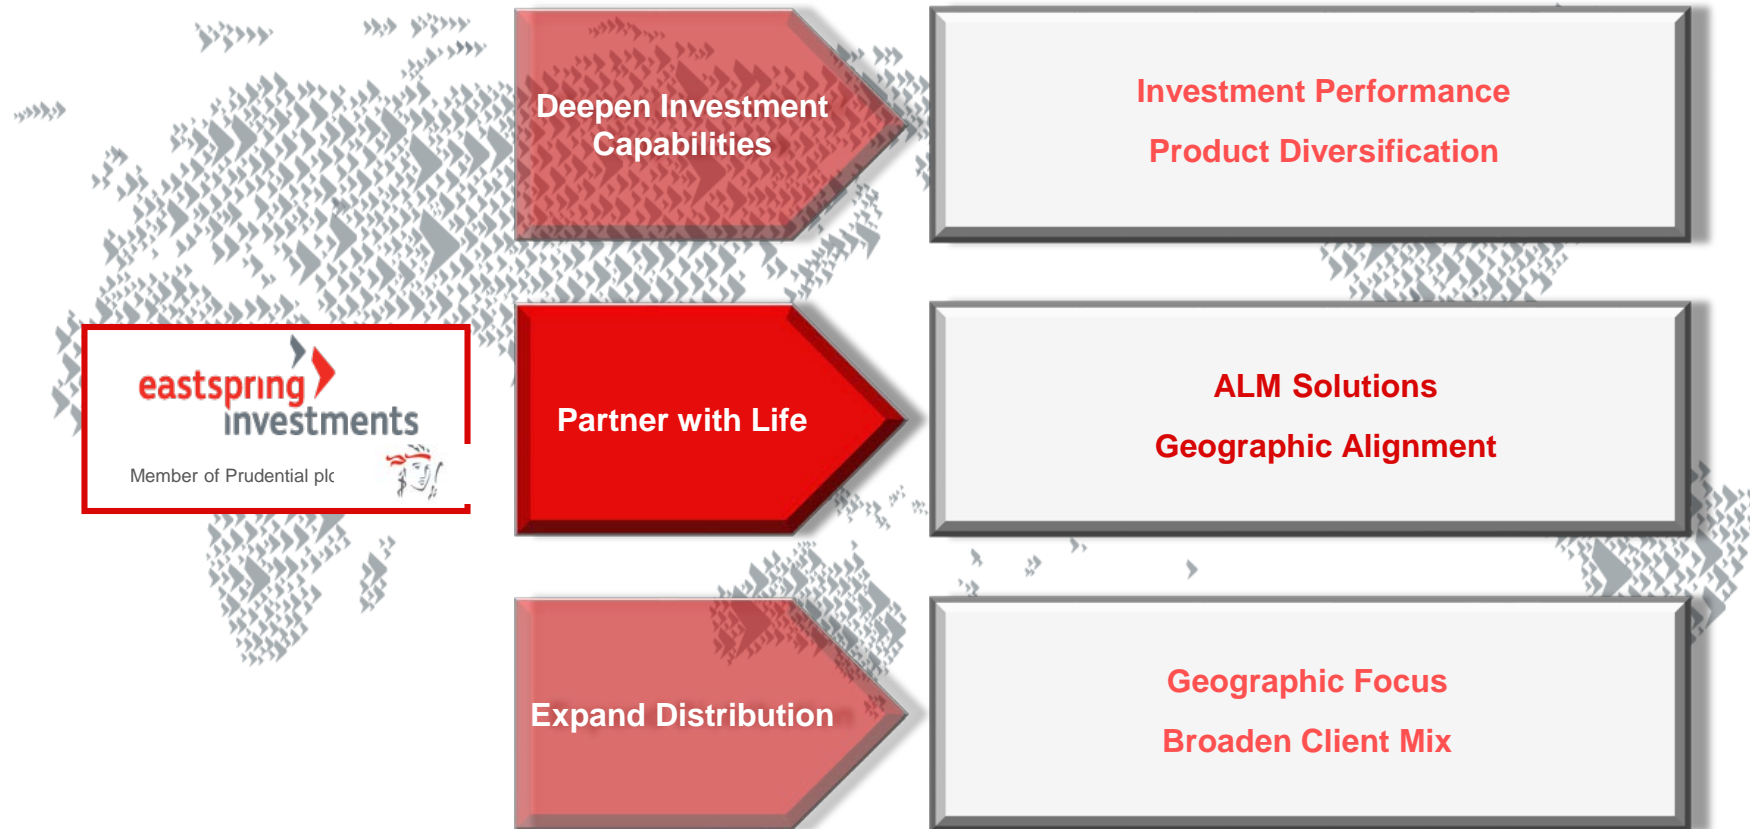 Deepen Investment
Capabilities
Investment Performance
Product Diversification
eastspring
investments
Member of Prudential plc
Partner with Life
ALM Solutions
Geographic Alignment
Expand Distribution
Geographic Focus
Broaden Client Mix